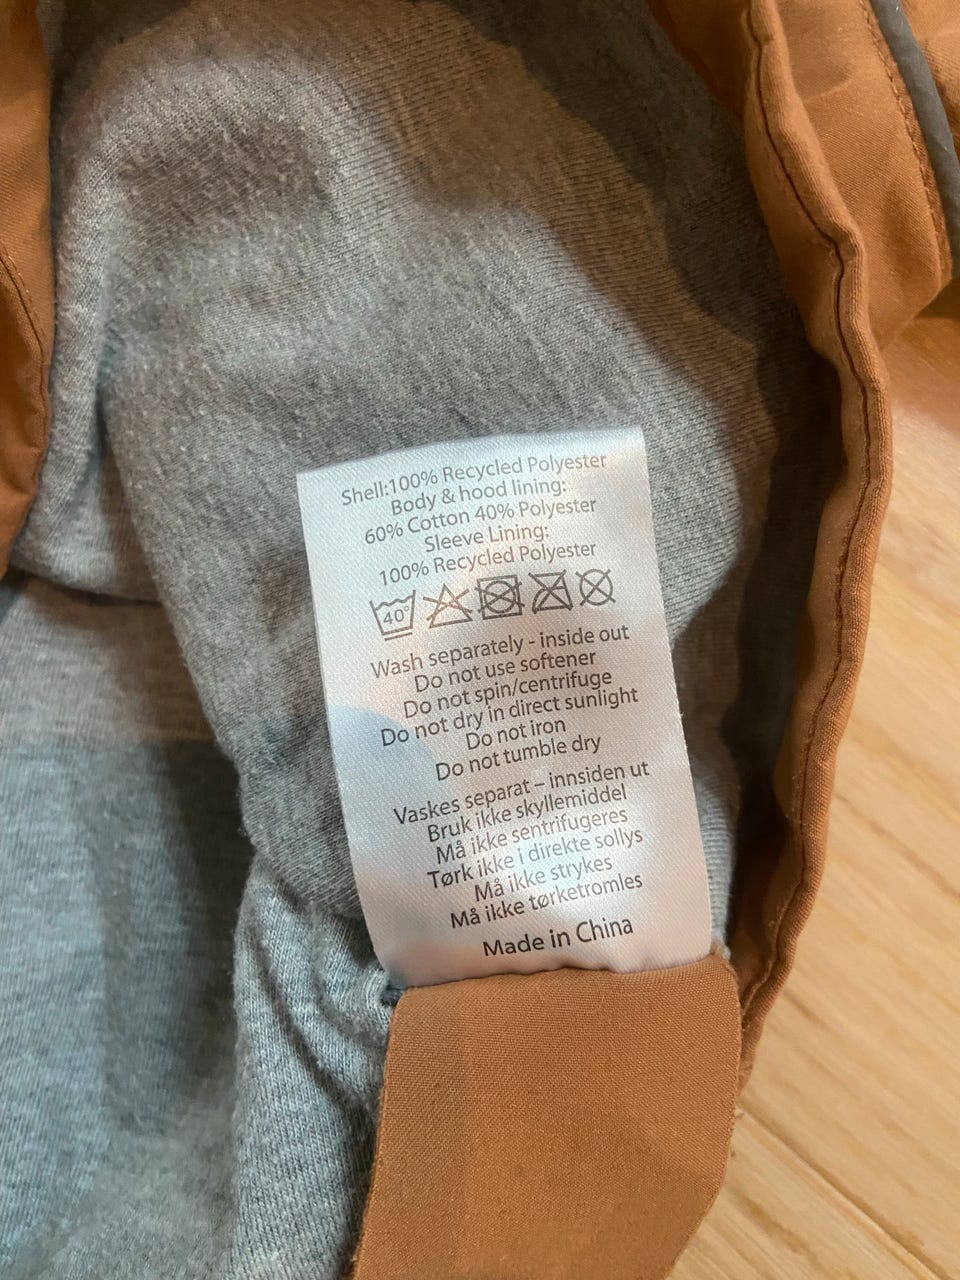 Shell:100% Recycled Polyester
Body & hood lining:
60% Cotton 40% Polyester
Sleeve Lining:
100% Recycled Polyester
40°
Wash separately - inside out
Do not use softener
Do not spin/centrifuge
Do not dry in direct sunlight
Do not iron
Do not tumble dry
Vaskes separat – innsiden ut
Bruk ikke skyllemiddel
Må ikke sentrifugeres
Tørk ikke i direkte sollys
Må ikke strykes
Må ikke tørketromles
Made in China